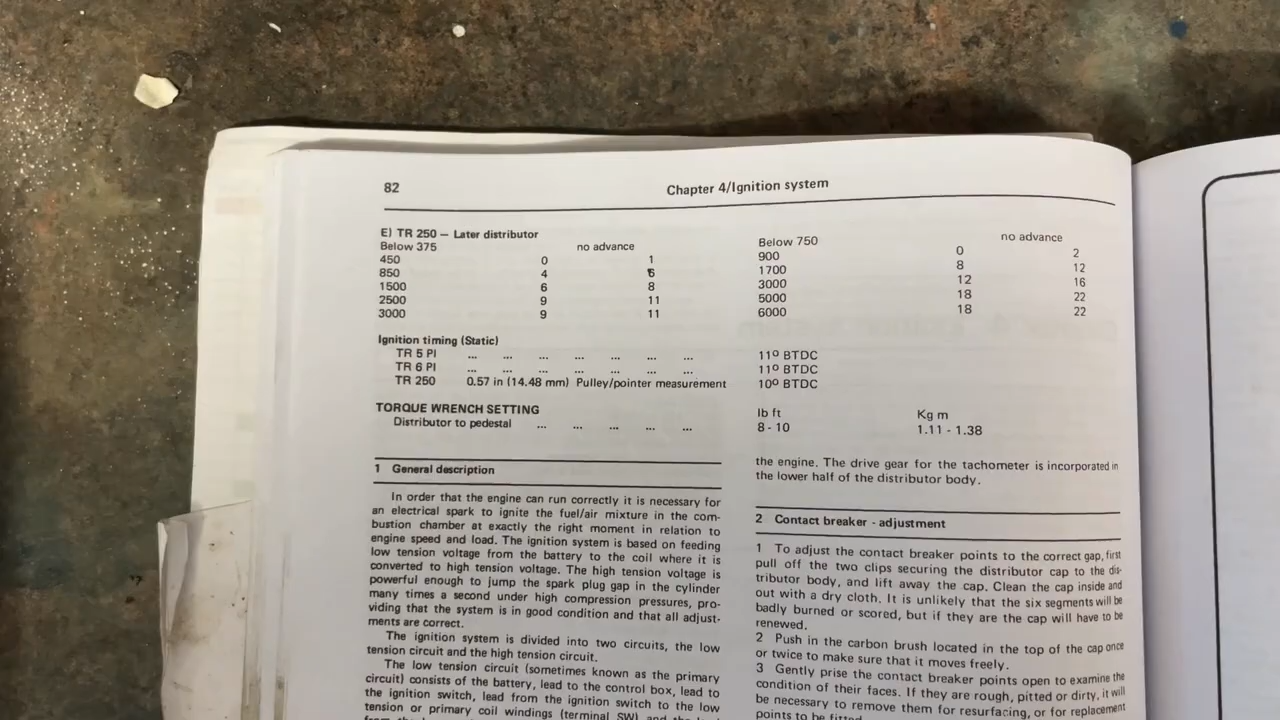 82
Chapter 4/Ignition system
E) TR 250 — Later distributor
Below 375 no advance
450 0 1
850 4 6
1500 6 8
2500 9 11
3000 9 11
Below 750 no advance
900 0 2
1700 8 12
3000 12 16
5000 18 22
6000 18 22
Ignition timing (Static)
TR 5 PI ... ... ... ... ... ... ... 11º BTDC
TR 6 PI ... ... ... ... ... ... ... 11º BTDC
TR 250 0.57 in (14.48 mm) Pulley/pointer measurement 10º BTDC
TORQUE WRENCH SETTING lb ft Kg m
Distributor to pedestal ... ... ... ... ... 8 - 10 1.11 - 1.38
1 General description
In order that the engine can run correctly it is necessary for
an electrical spark to ignite the fuel/air mixture in the com-
bustion chamber at exactly the right moment in relation to
engine speed and load. The ignition system is based on feeding
low tension voltage from the battery to the coil where it is
converted to high tension voltage. The high tension voltage is
powerful enough to jump the spark plug gap in the cylinder
many times a second under high compression pressures, pro-
viding that the system is in good condition and that all adjust-
ments are correct.
The ignition system is divided into two circuits, the low
tension circuit and the high tension circuit.
The low tension circuit (sometimes known as the primary
circuit) consists of the battery, lead to the control box, lead to
the ignition switch, lead from the ignition switch to the low
tension or primary coil windings (terminal SW), and the
the engine. The drive gear for the tachometer is incorporated in
the lower half of the distributor body.
2 Contact breaker - adjustment
1 To adjust the contact breaker points to the correct gap, first
pull off the two clips securing the distributor cap to the dis-
tributor body, and lift away the cap. Clean the cap inside and
out with a dry cloth. It is unlikely that the six segments will be
badly burned or scored, but if they are the cap will have to be
renewed.
2 Push in the carbon brush located in the top of the cap once
or twice to make sure that it moves freely.
3 Gently prise the contact breaker points open to examine the
condition of their faces. If they are rough, pitted or dirty, it will
be necessary to remove them for resurfacing, or for replacement
points to be fitted